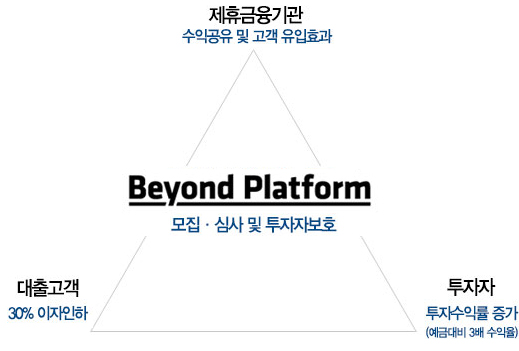 제휴금융기관
수익공유 및 고객 유입효과
Beyond Platform
모집 · 심사 및 투자자보호
대출고객
30% 이자인하
투자자
투자수익률 증가
(예금대비 3배 수익율)